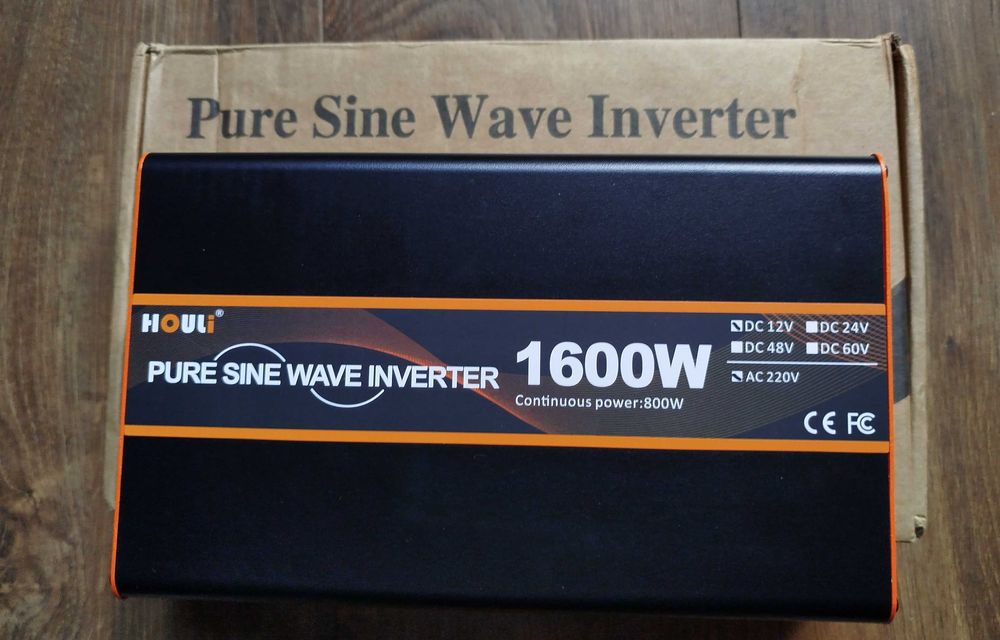 Pure Sine Wave Inverter
HOULi®
PURE SINE WAVE INVERTER
1600W
Continuous power:800W
DC 12V DC 24V
DC 48V DC 60V
AC 220V
CE FC